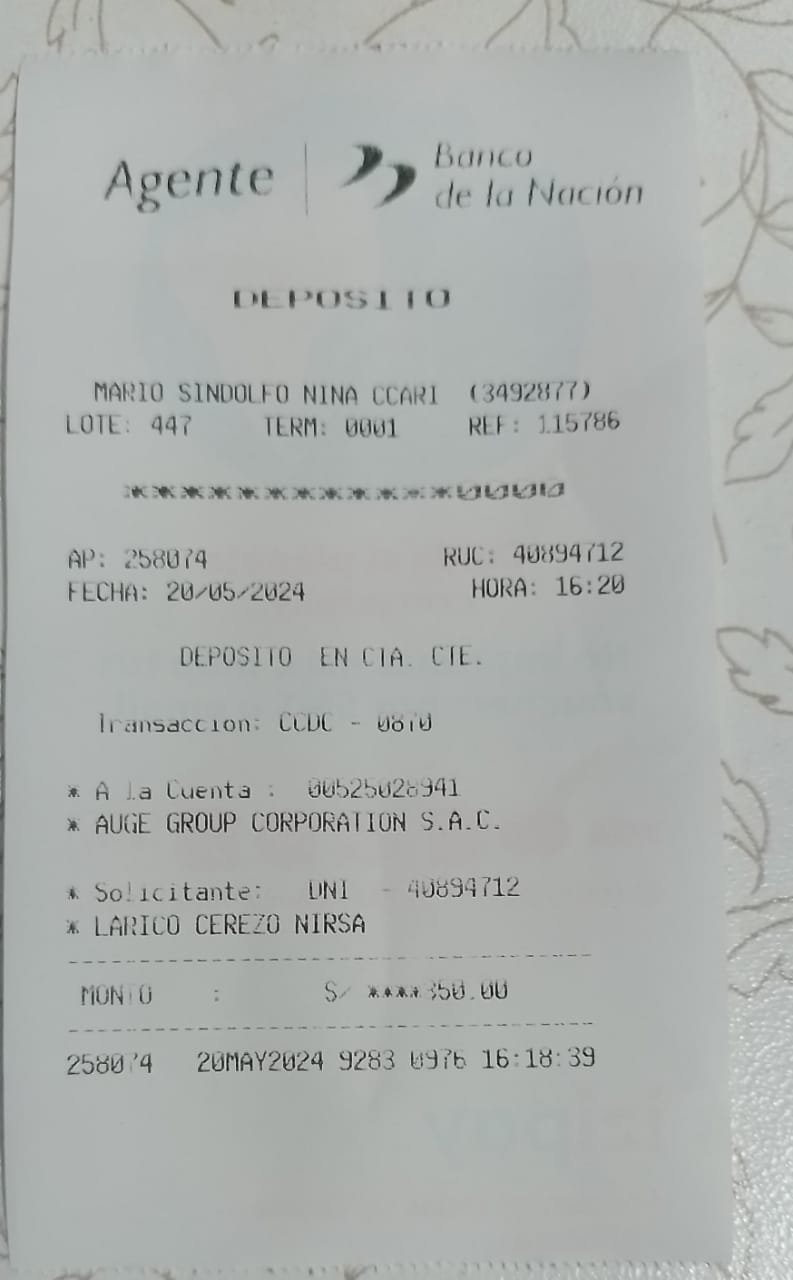 Agente
Banco
de la Nación
DEPOSITO
MARIO SINDOLFO NINA CCARI (3492877)
LOTE: 447 TERM: 0001 REF: 115786
************0000
AP: 258074 RUC: 40894712
FECHA: 20/05/2024 HORA: 16:20
DEPOSITO EN CTA. CTE.
Transaccion: CCDC - 0870
* A la Cuenta : 00525028941
* AUGE GROUP CORPORATION S.A.C.
* Solicitante: DNI - 40894712
* LARICO CEREZO NIRSA
MONTO : S/ ****350.00
258074 20MAY2024 9283 0976 16:18:39